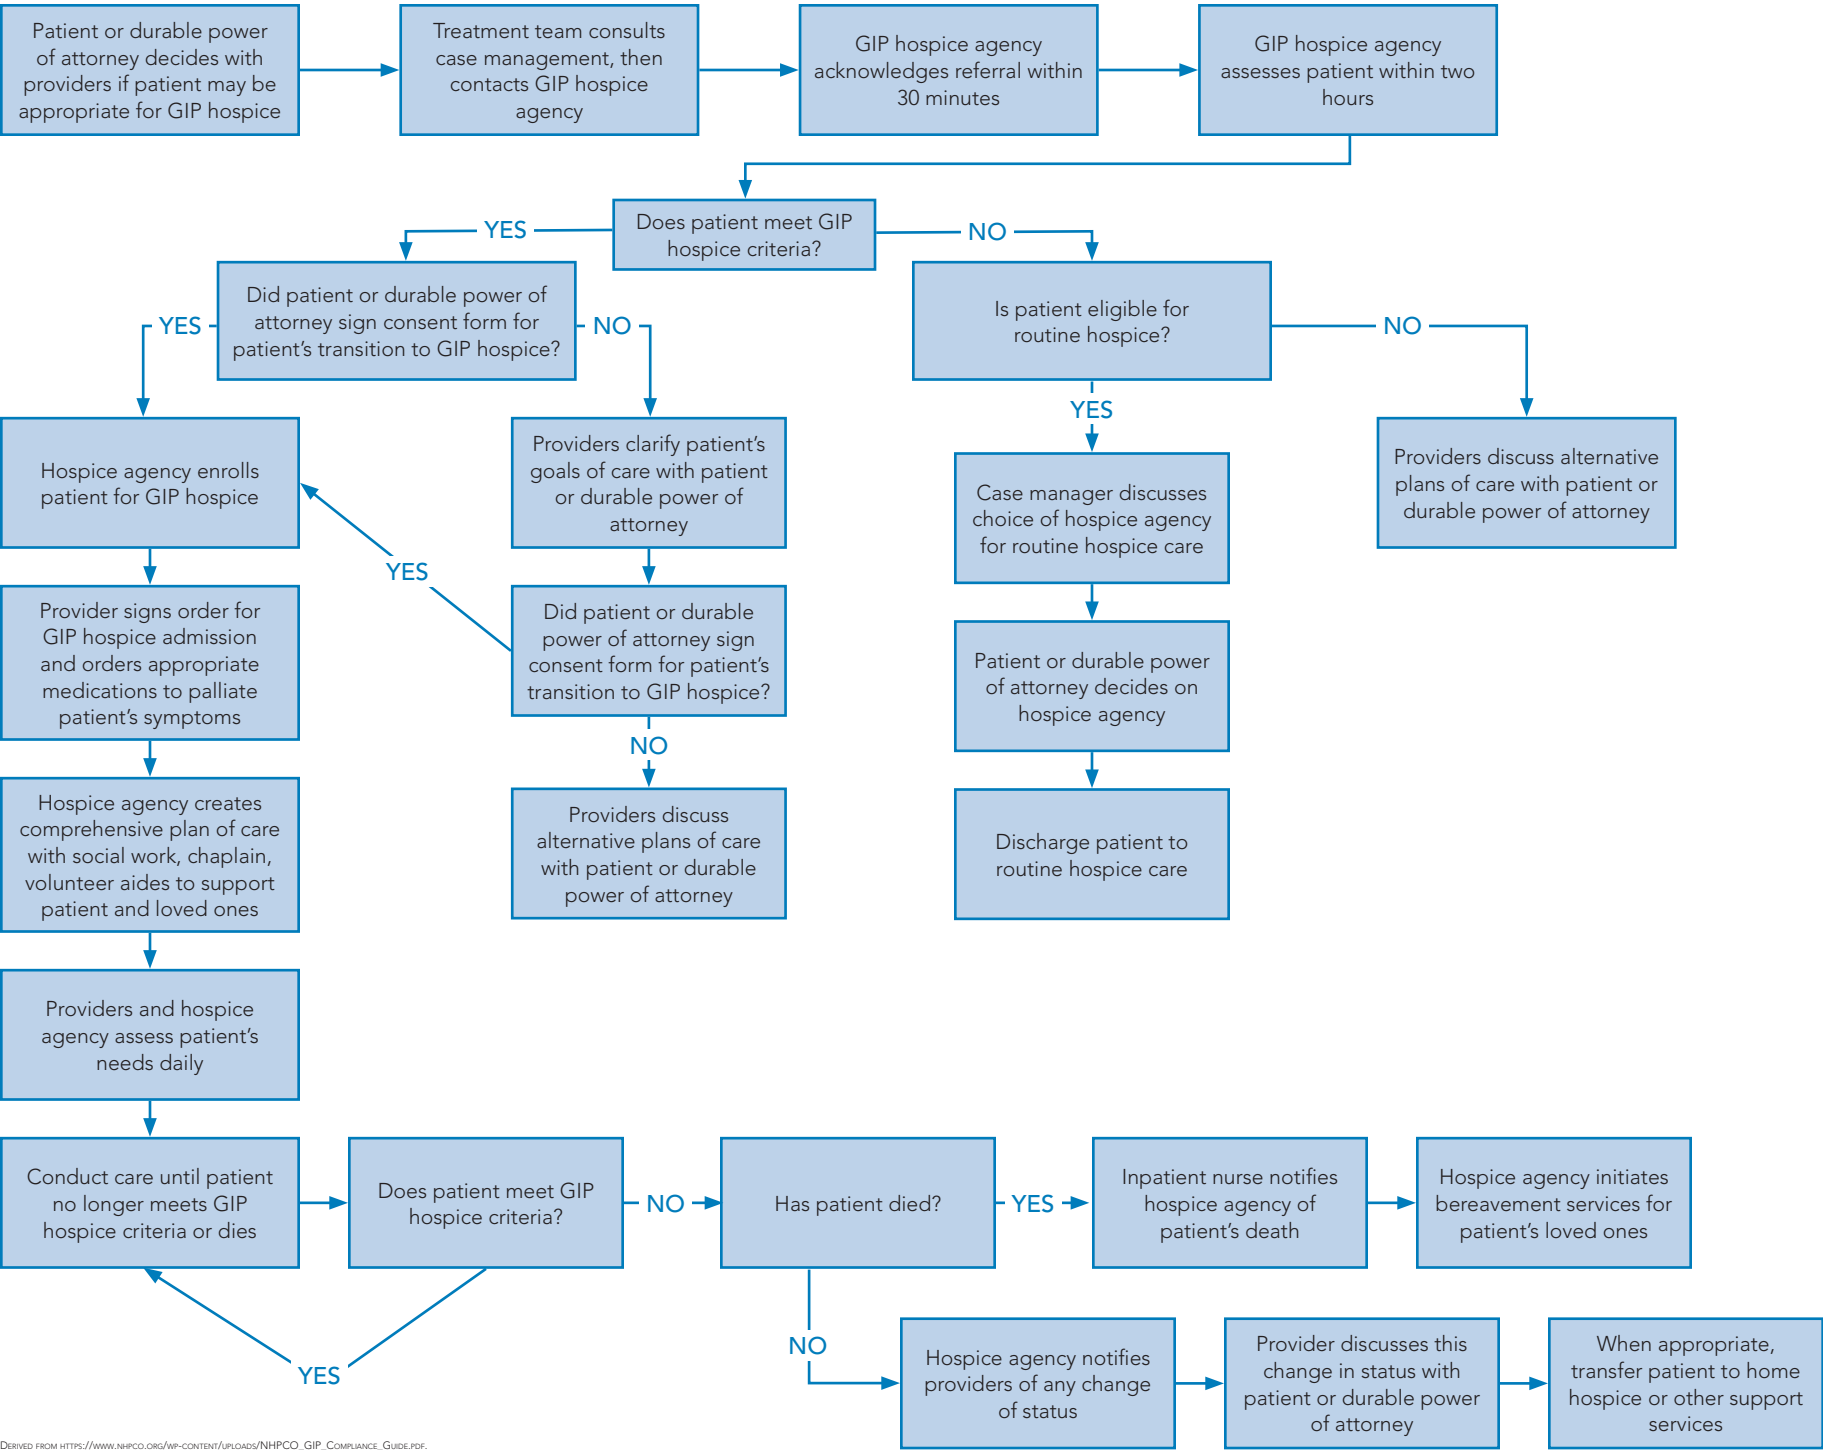 Patient or durable power
of attorney decides with
providers if patient may be
appropriate for GIP hospice
Treatment team consults
case management, then
contacts GIP hospice
agency
GIP hospice agency
acknowledges referral within
30 minutes
GIP hospice agency
assesses patient within two
hours
Does patient meet GIP
hospice criteria?
YES
NO
Did patient or durable power of
attorney sign consent form for
patient’s transition to GIP hospice?
YES
NO
Is patient eligible for
routine hospice?
NO
YES
Hospice agency enrolls
patient for GIP hospice
Providers clarify patient’s
goals of care with patient
or durable power of
attorney
Case manager discusses
choice of hospice agency
for routine hospice care
Providers discuss alternative
plans of care with patient or
durable power of attorney
YES
Provider signs order for
GIP hospice admission
and orders appropriate
medications to palliate
patient’s symptoms
Did patient or durable
power of attorney sign
consent form for patient’s
transition to GIP hospice?
Patient or durable power
of attorney decides on
hospice agency
NO
Hospice agency creates
comprehensive plan of care
with social work, chaplain,
volunteer aides to support
patient and loved ones
Providers discuss
alternative plans of care
with patient or durable
power of attorney
Discharge patient to
routine hospice care
Providers and hospice
agency assess patient’s
needs daily
Conduct care until patient
no longer meets GIP
hospice criteria or dies
Does patient meet GIP
hospice criteria?
NO
Has patient died?
YES
Inpatient nurse notifies
hospice agency of
patient’s death
Hospice agency initiates
bereavement services for
patient’s loved ones
YES
NO
Hospice agency notifies
providers of any change
of status
Provider discusses this
change in status with
patient or durable power
of attorney
When appropriate,
transfer patient to home
hospice or other support
services
Derived from https://www.nhpco.org/wp-content/uploads/NHPCO_GIP_Compliance_Guide.pdf.